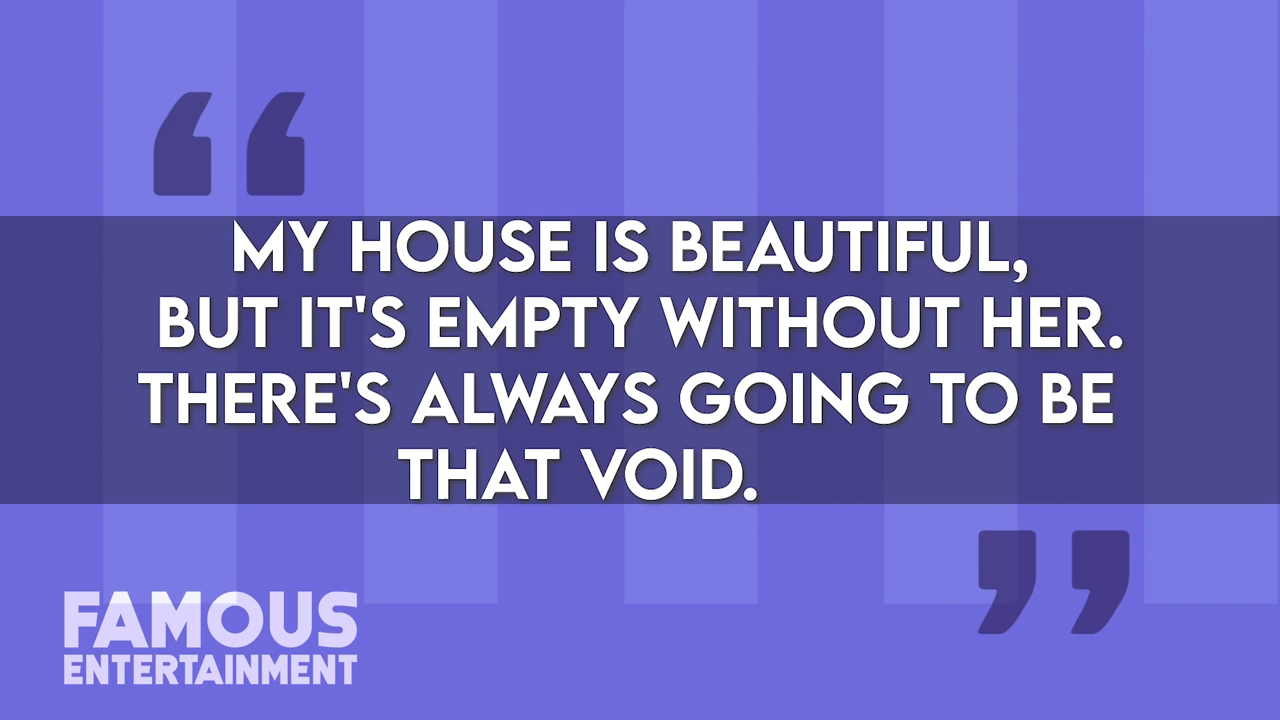 “
MY HOUSE IS BEAUTIFUL,
BUT IT'S EMPTY WITHOUT HER.
THERE'S ALWAYS GOING TO BE
THAT VOID.
”
FAMOUS
ENTERTAINMENT